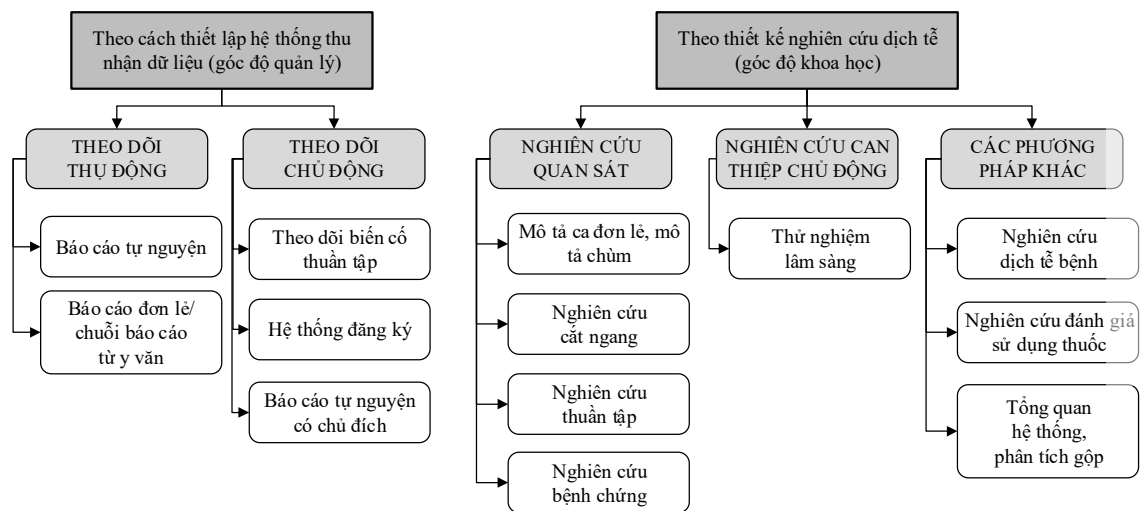 Theo cách thiết lập hệ thống thu
nhận dữ liệu (góc độ quản lý)
THEO DÕI
THỤ ĐỘNG
Báo cáo tự nguyện
Báo cáo đơn lẻ/
chuỗi báo cáo
từ y văn
THEO DÕI
CHỦ ĐỘNG
Theo dõi biến cố
thuần tập
Hệ thống đăng ký
Báo cáo tự nguyện
có chủ đích
Theo thiết kế nghiên cứu dịch tễ
(góc độ khoa học)
NGHIÊN CỨU
QUAN SÁT
Mô tả ca đơn lẻ, mô
tả chùm
Nghiên cứu
cắt ngang
Nghiên cứu
thuần tập
Nghiên cứu
bệnh chứng
NGHIÊN CỨU CAN
THIỆP CHỦ ĐỘNG
Thử nghiệm
lâm sàng
CÁC PHƯƠNG
PHÁP KHÁC
Nghiên cứu
dịch tễ bệnh
Nghiên cứu đánh giá
sử dụng thuốc
Tổng quan
hệ thống,
phân tích gộp